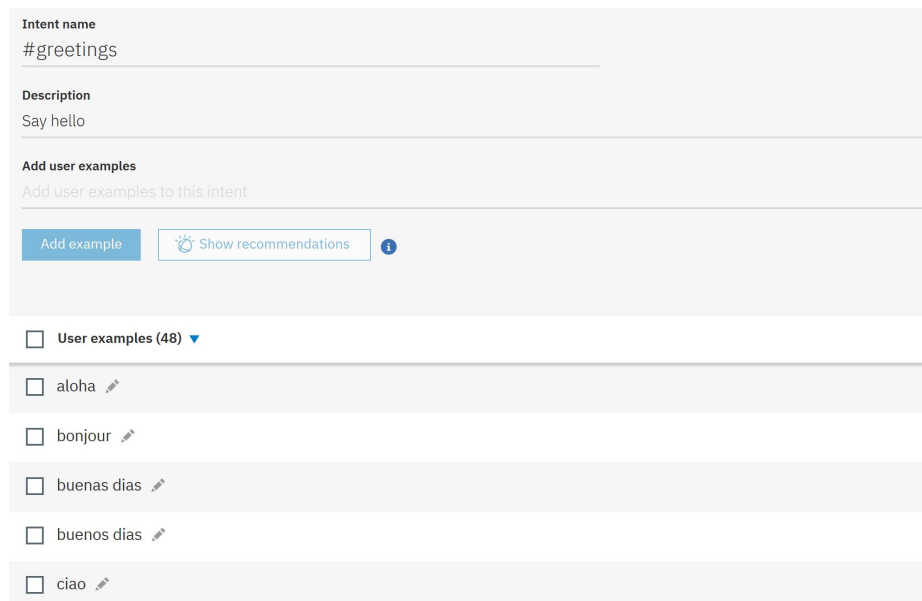 Intent name
#greetings
Description
Say hello
Add user examples
Add user examples to this intent
Add example Show recommendations i
User examples (48)
aloha
bonjour
buenas dias
buenos dias
ciao